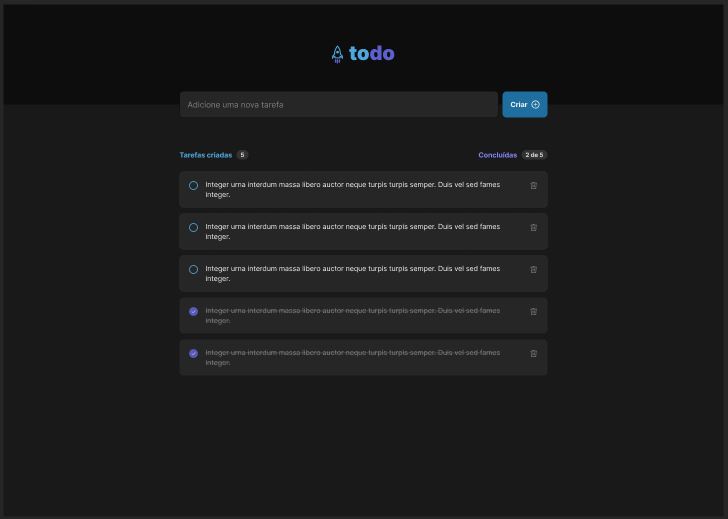 todo
Adicione uma nova tarefa
Criar
Tarefas criadas 5
Concluídas 2 de 5
Integer urna interdum massa libero auctor neque turpis turpis semper. Duis vel sed fames
integer.
Integer urna interdum massa libero auctor neque turpis turpis semper. Duis vel sed fames
integer.
Integer urna interdum massa libero auctor neque turpis turpis semper. Duis vel sed fames
integer.
Integer urna interdum massa libero auctor neque turpis turpis semper. Duis vel sed fames
integer.
Integer urna interdum massa libero auctor neque turpis turpis semper. Duis vel sed fames
integer.